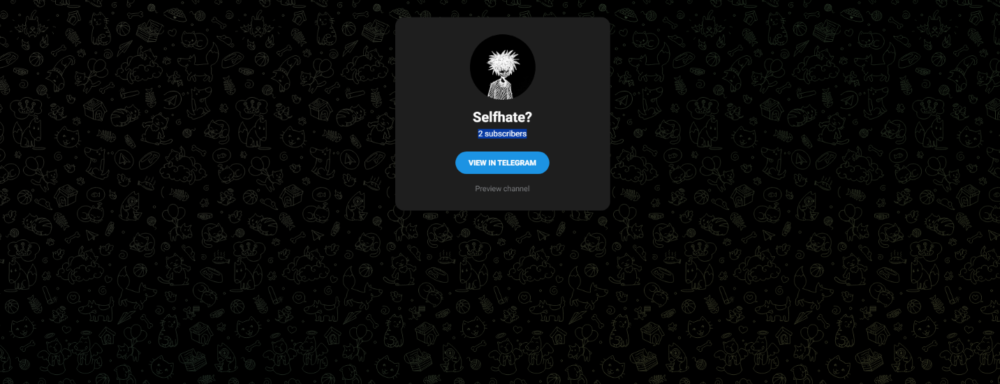 Selfhate?
2 subscribers
VIEW IN TELEGRAM
Preview channel